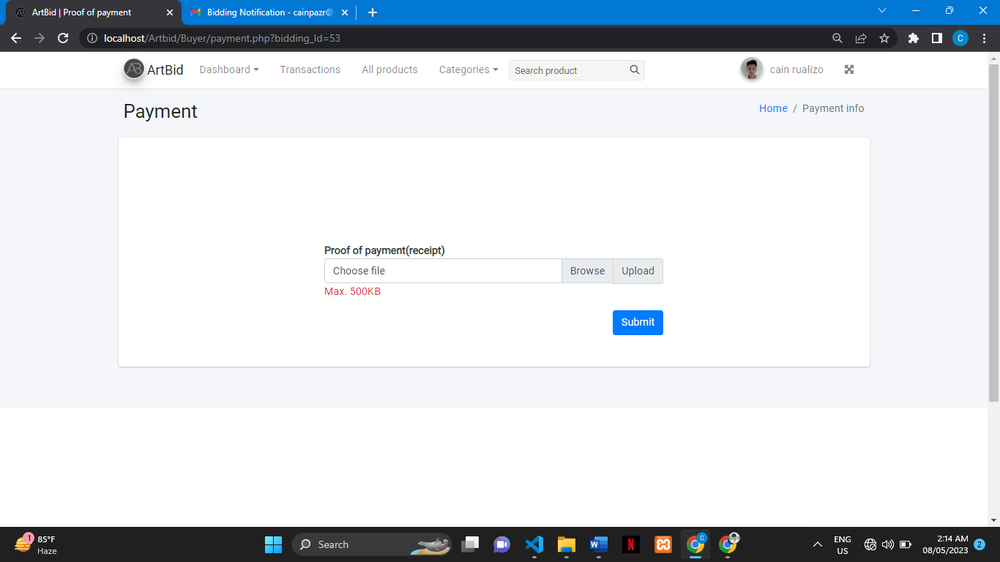 ArtBid | Proof of payment
Bidding Notification - cainpazr@
localhost/Artbid/Buyer/payment.php?bidding_Id=53
C
AB ArtBid Dashboard Transactions All products Categories Search product cain rualizo
Payment
Home / Payment info
Proof of payment(receipt)
Choose file Browse Upload
Max. 500KB
Submit
1 85°F
Haze
Search
ENG
US
2:14 AM
08/05/2023
2